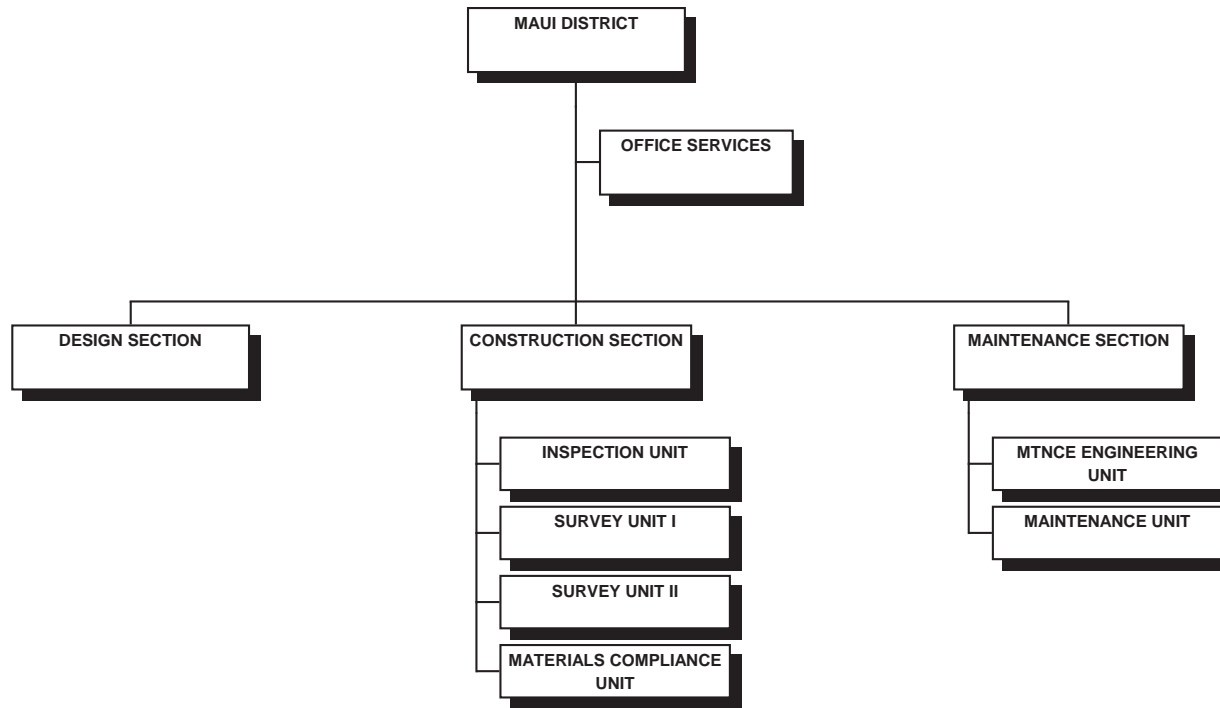 MAUI DISTRICT
OFFICE SERVICES
DESIGN SECTION
CONSTRUCTION SECTION
MAINTENANCE SECTION
INSPECTION UNIT
SURVEY UNIT I
SURVEY UNIT II
MATERIALS COMPLIANCE
UNIT
MTNCE ENGINEERING
UNIT
MAINTENANCE UNIT